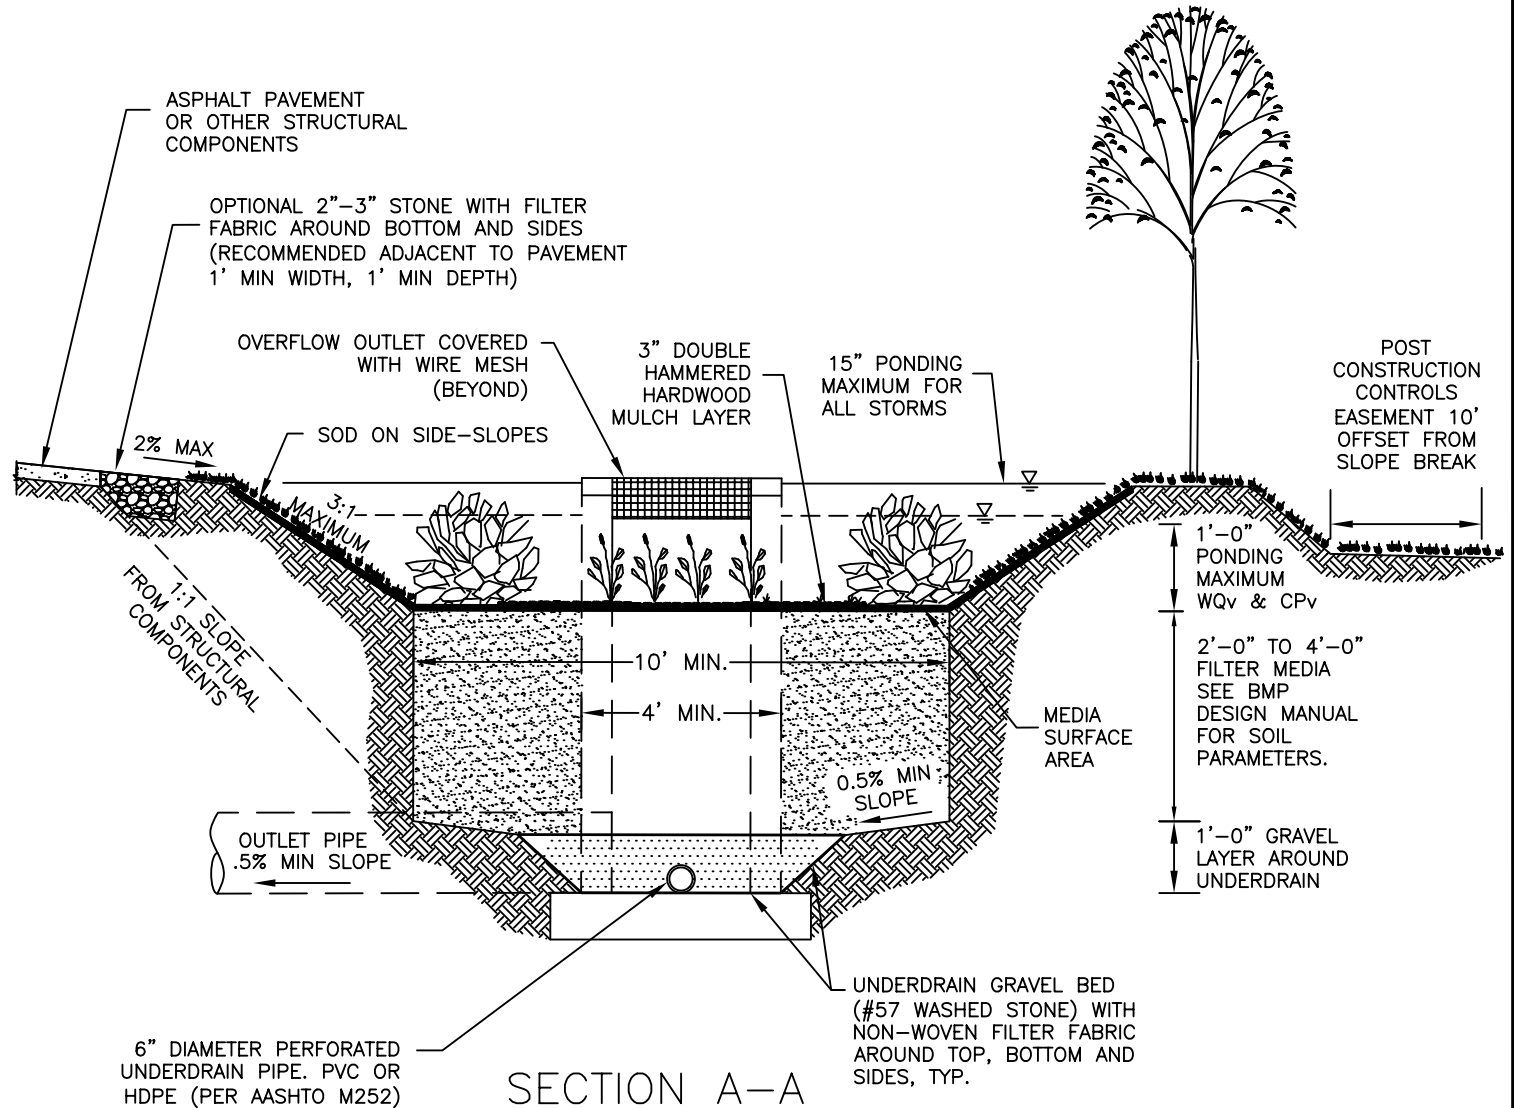 ASPHALT PAVEMENT
OR OTHER STRUCTURAL
COMPONENTS
OPTIONAL 2"-3" STONE WITH FILTER
FABRIC AROUND BOTTOM AND SIDES
(RECOMMENDED ADJACENT TO PAVEMENT
1' MIN WIDTH, 1' MIN DEPTH)
OVERFLOW OUTLET COVERED
WITH WIRE MESH
(BEYOND)
3" DOUBLE
HAMMERED
HARDWOOD
MULCH LAYER
15" PONDING
MAXIMUM FOR
ALL STORMS
POST
CONSTRUCTION
CONTROLS
EASEMENT 10'
OFFSET FROM
SLOPE BREAK
2% MAX
SOD ON SIDE-SLOPES
3:1
MAXIMUM
1:1 SLOPE
FROM STRUCTURAL
COMPONENTS
1'-0"
PONDING
MAXIMUM
WQv & CPv
10' MIN.
4' MIN.
2'-0" TO 4'-0"
FILTER MEDIA
SEE BMP
DESIGN MANUAL
FOR SOIL
PARAMETERS.
MEDIA
SURFACE
AREA
0.5% MIN
SLOPE
OUTLET PIPE
.5% MIN SLOPE
1'-0" GRAVEL
LAYER AROUND
UNDERDRAIN
UNDERDRAIN GRAVEL BED
(#57 WASHED STONE) WITH
NON-WOVEN FILTER FABRIC
AROUND TOP, BOTTOM AND
SIDES, TYP.
6" DIAMETER PERFORATED
UNDERDRAIN PIPE. PVC OR
HDPE (PER AASHTO M252)
SECTION A-A